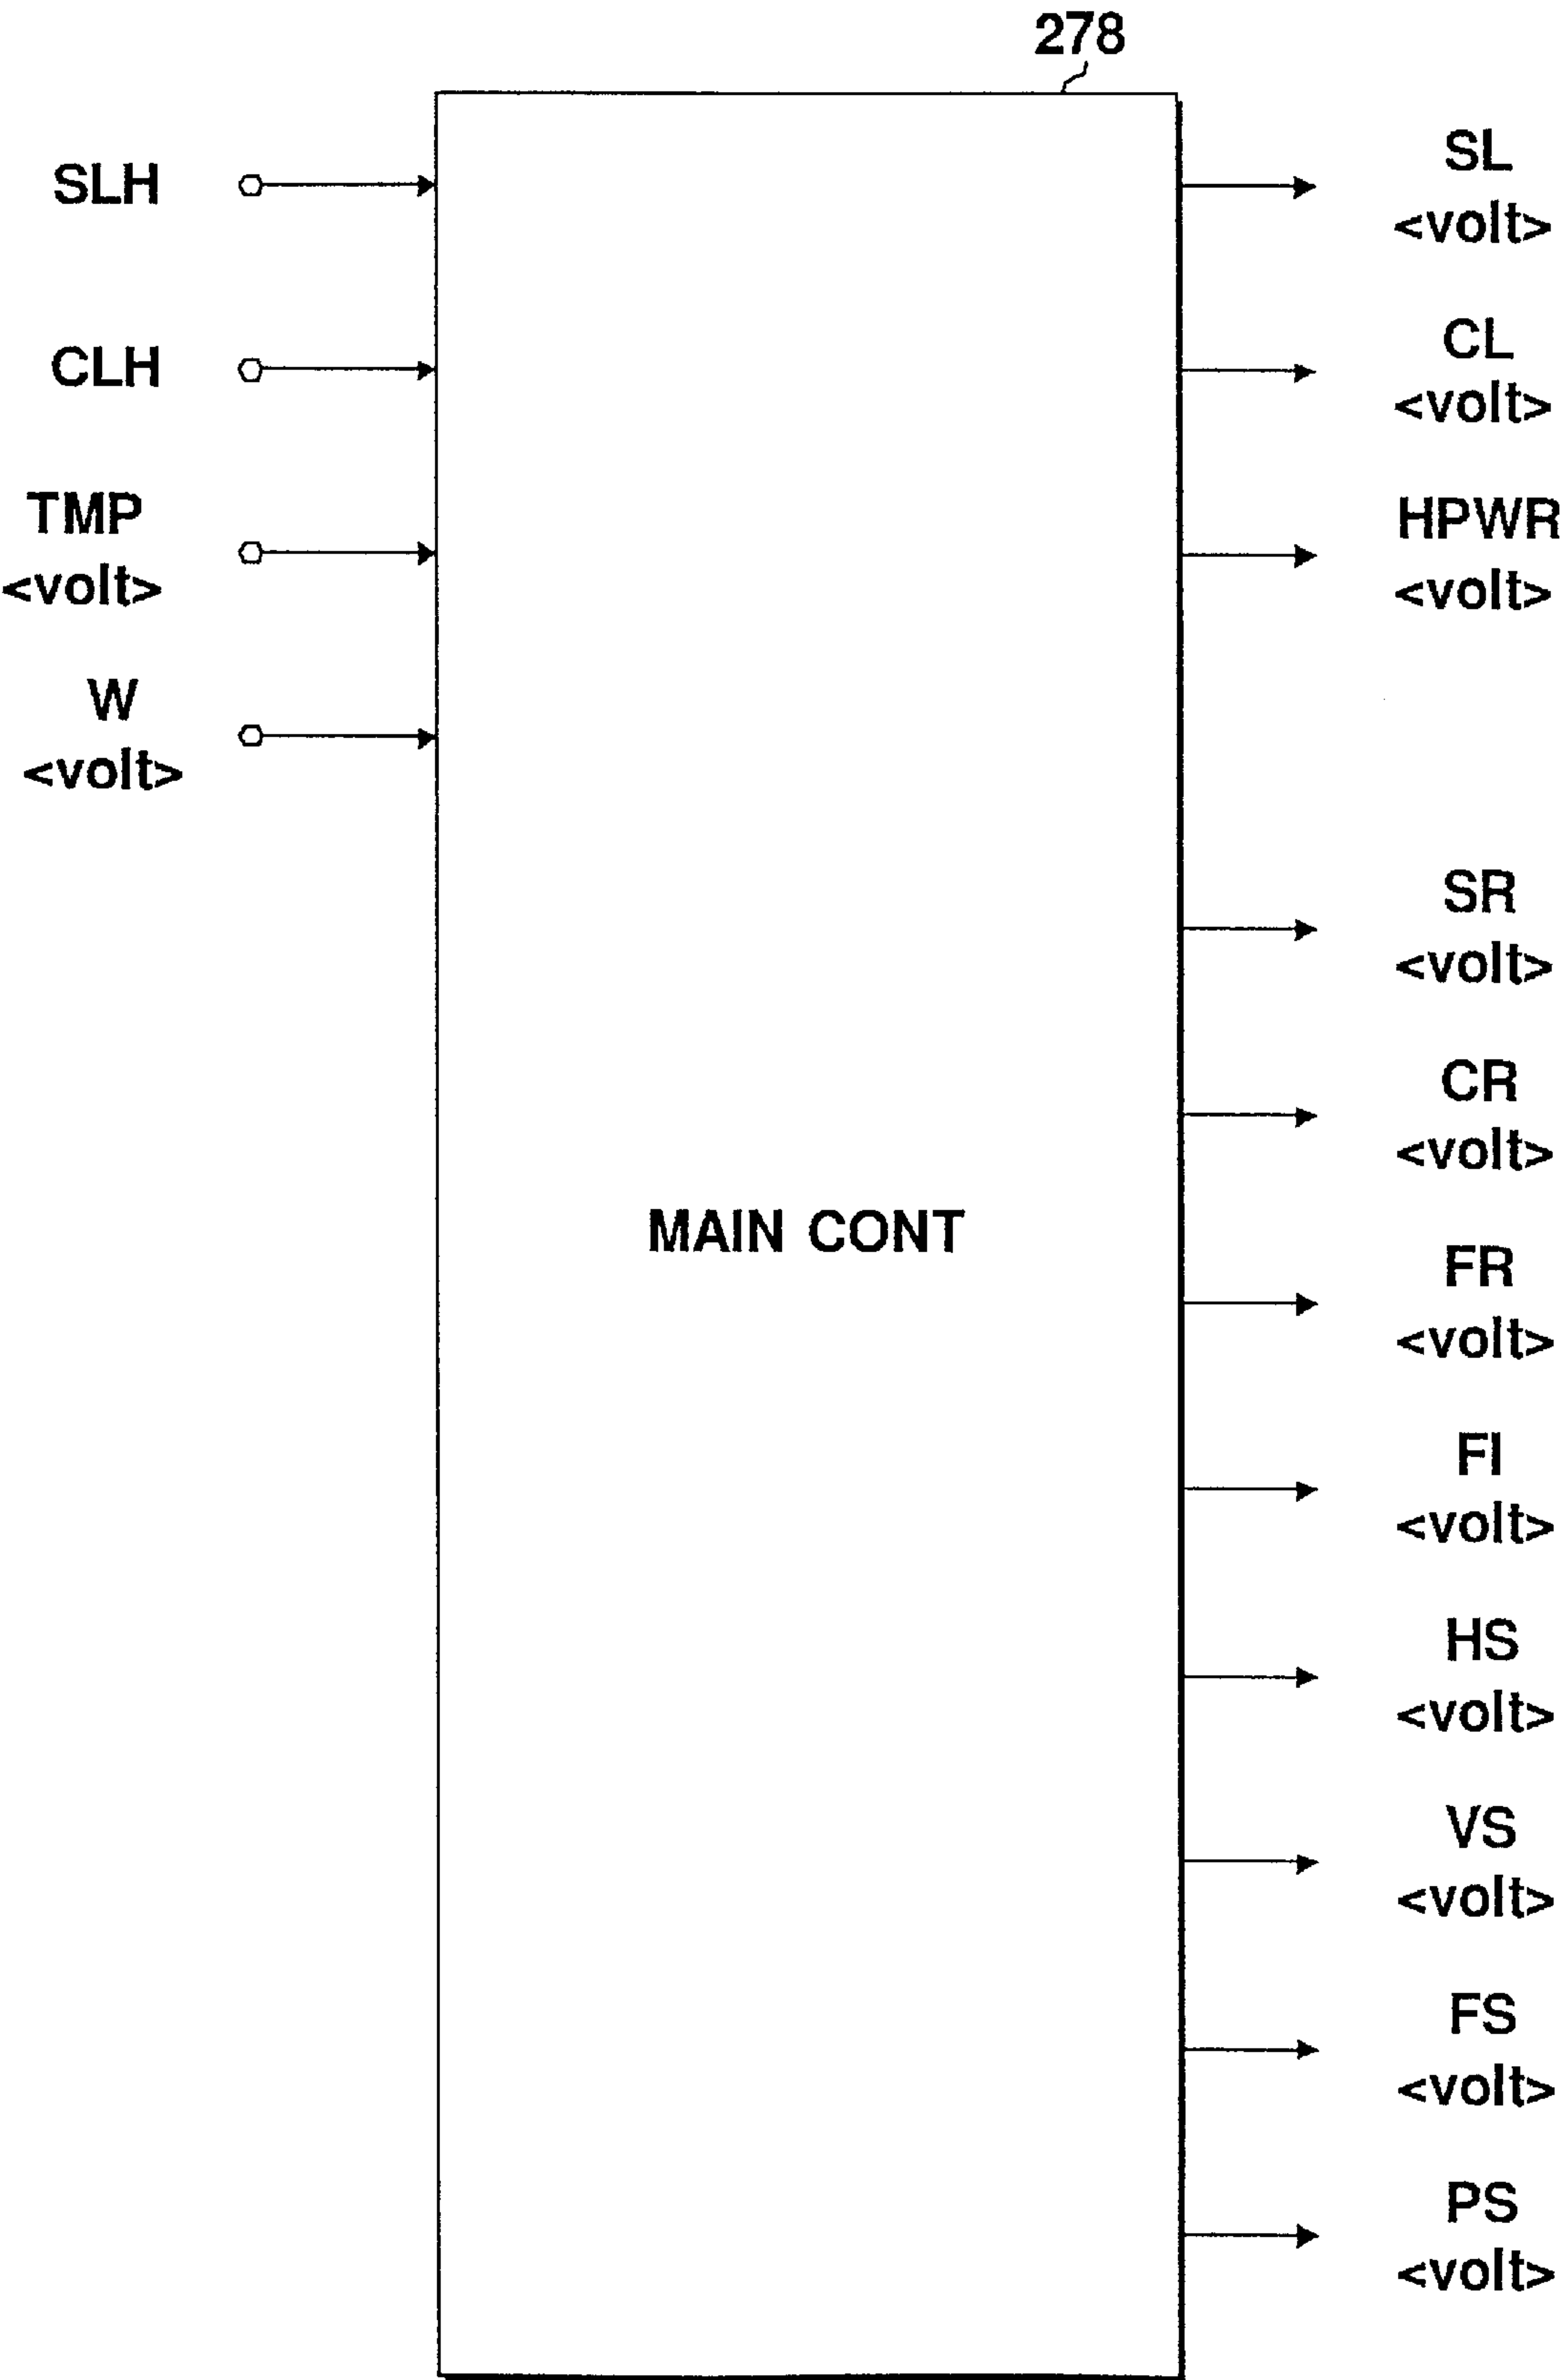 278
SLH
CLH
TMP
<volt>
W
<volt>
MAIN CONT
SL
<volt>
CL
<volt>
HPWR
<volt>
SR
<volt>
CR
<volt>
FR
<volt>
FI
<volt>
HS
<volt>
VS
<volt>
FS
<volt>
PS
<volt>